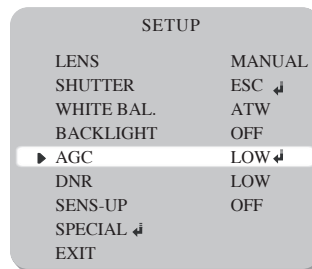 SETUP
LENS MANUAL
SHUTTER ESC ↲
WHITE BAL. ATW
BACKLIGHT OFF
▶ AGC LOW ↲
DNR LOW
SENS-UP OFF
SPECIAL ↲
EXIT